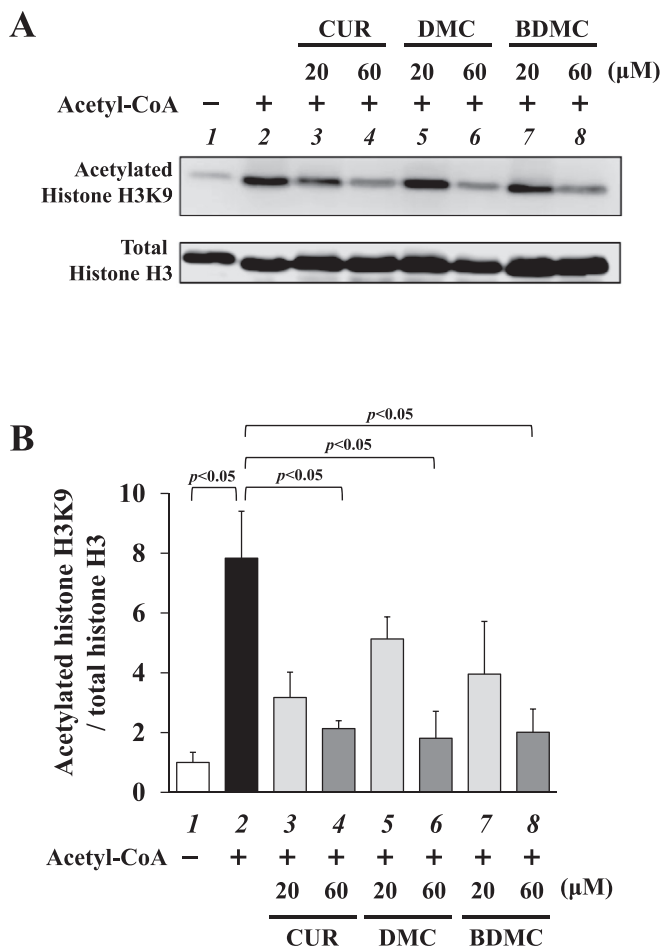 A
CUR DMC BDMC
20 60 20 60 20 60 (μM)
Acetyl-CoA − + + + + + + +
1 2 3 4 5 6 7 8
Acetylated
Histone H3K9
Total
Histone H3
B
p<0.05
p<0.05
p<0.05 p<0.05
Acetylated histone H3K9
/ total histone H3
10
8
6
4
2
0
1 2 3 4 5 6 7 8
Acetyl-CoA − + + + + + + +
20 60 20 60 20 60 (μM)
CUR DMC BDMC